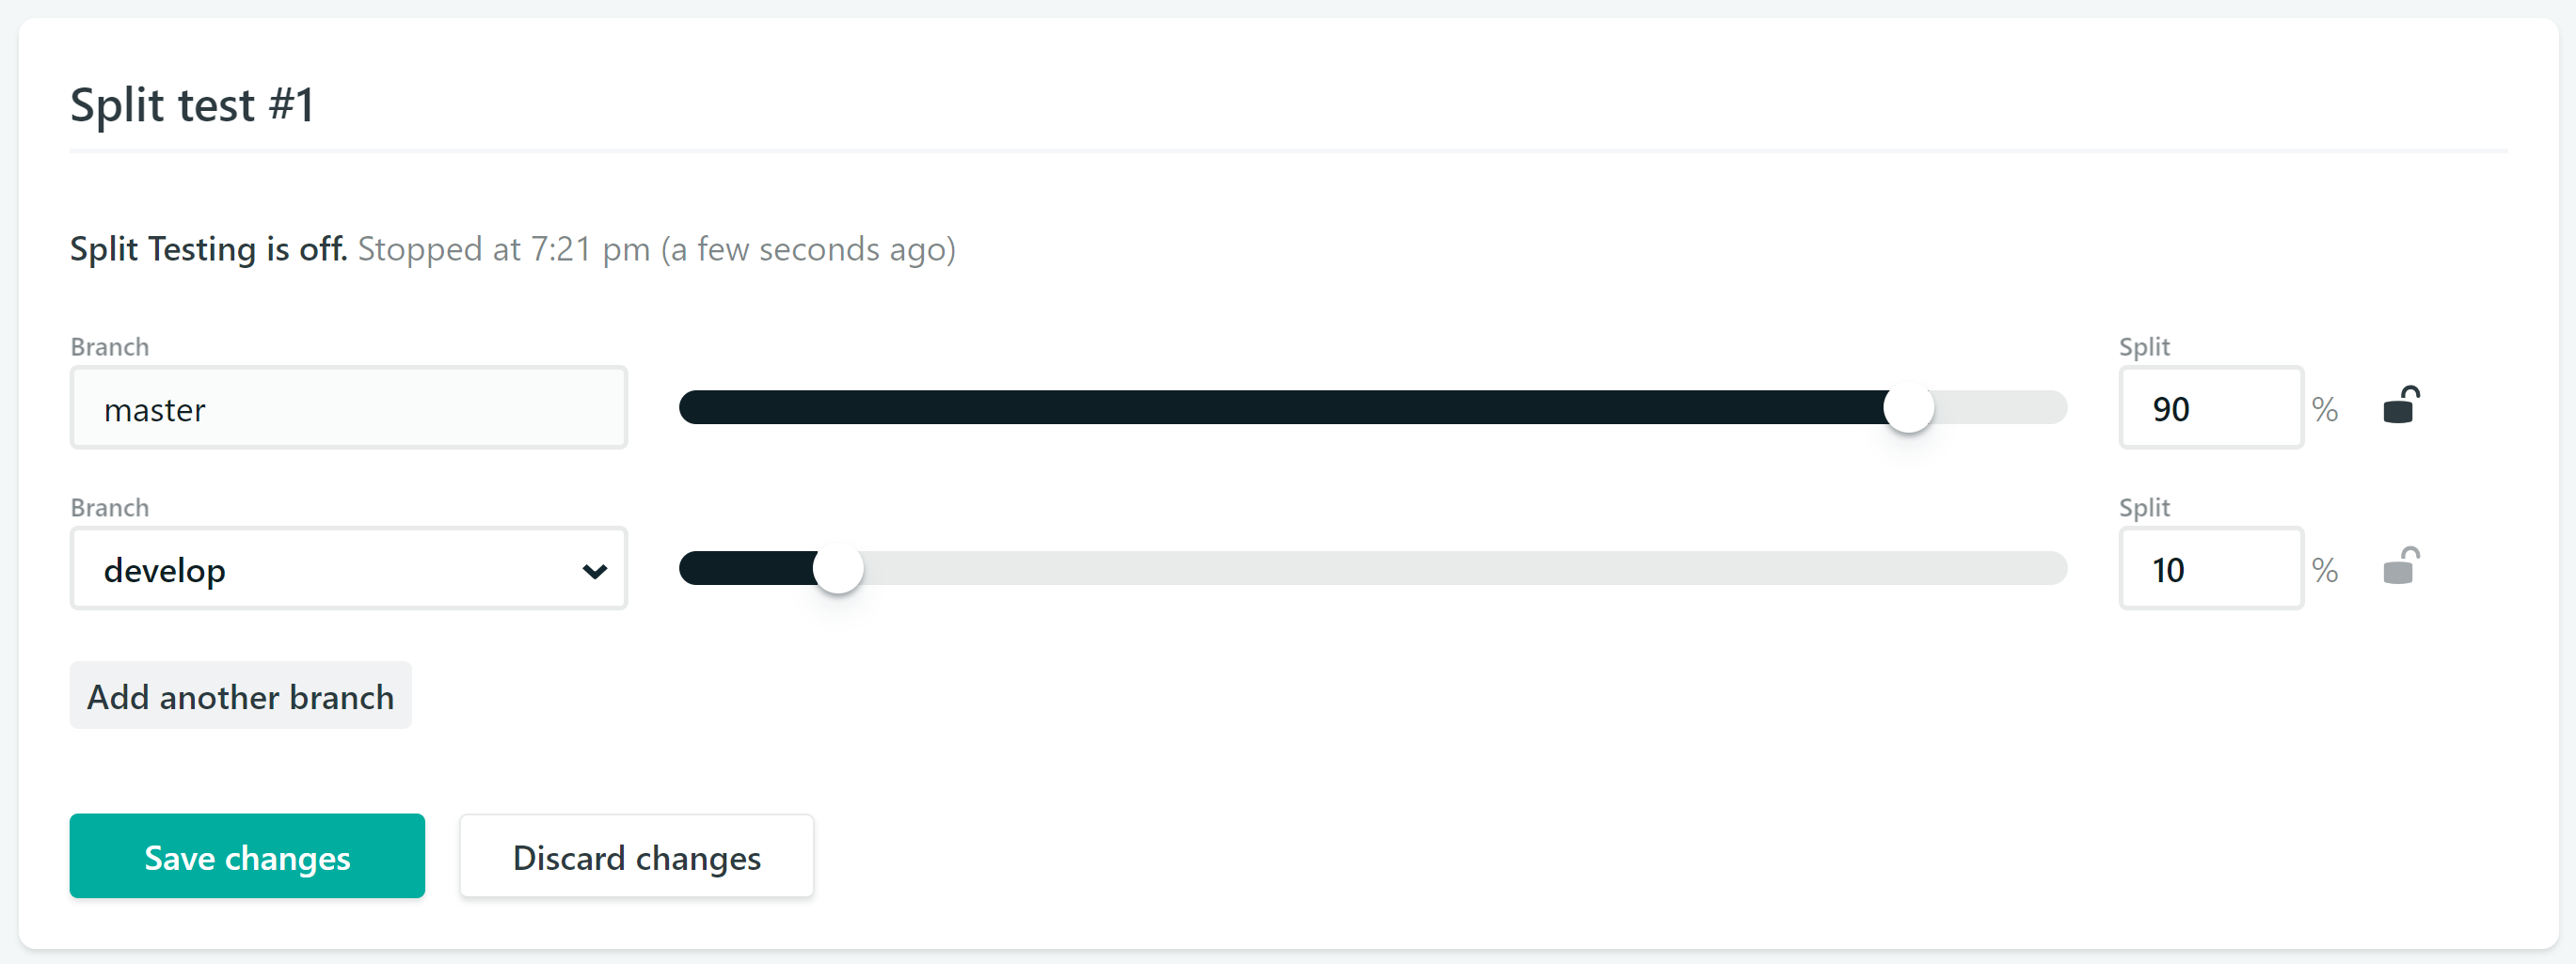 Split test #1
Split Testing is off. Stopped at 7:21 pm (a few seconds ago)
Branch
Split
master
90 %
Branch
Split
develop
10 %
Add another branch
Save changes
Discard changes